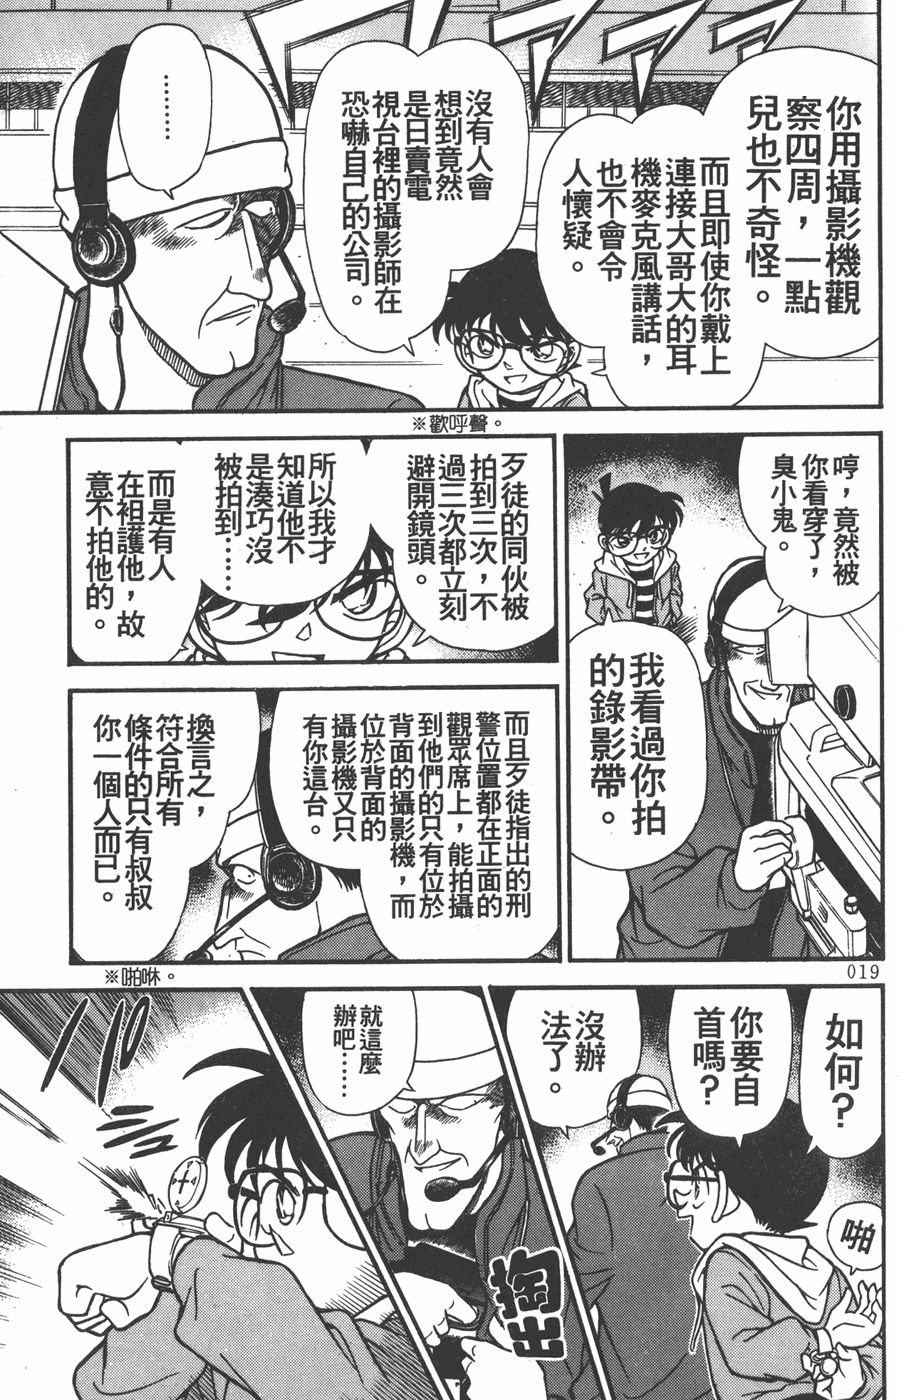 你用攝影機觀
察四周，一點
兒也不奇怪。
而且即使你戴上
連接大哥大的耳
機麥克風講話，
也不會令
人懷疑。
沒有人會
想到竟然
是日賣電
視台裡的攝影師在
恐嚇自己的公司。
………
※歡呼聲。
哼，竟然被
你看穿了，
臭小鬼。
我看過你拍
的錄影帶。
歹徒的同伙被
拍到三次，不
過三次都立刻
避開鏡頭。
所以我才
知道他不
是湊巧沒
被拍到……
而是有人
在袒護他，故
意不拍他的。
而且歹徒指出的刑
警位置都在正面的
觀眾席上，能拍攝
到他們的只有位於
背面的攝影機，而
位於背面的
攝影機又只
有你這台。
換言之，
符合所有
條件的只有叔叔
你一個人而已。
※啪咻。
019
如何？
你要自
首嗎？
沒辦
法了。
啪
就這麼
辦吧……